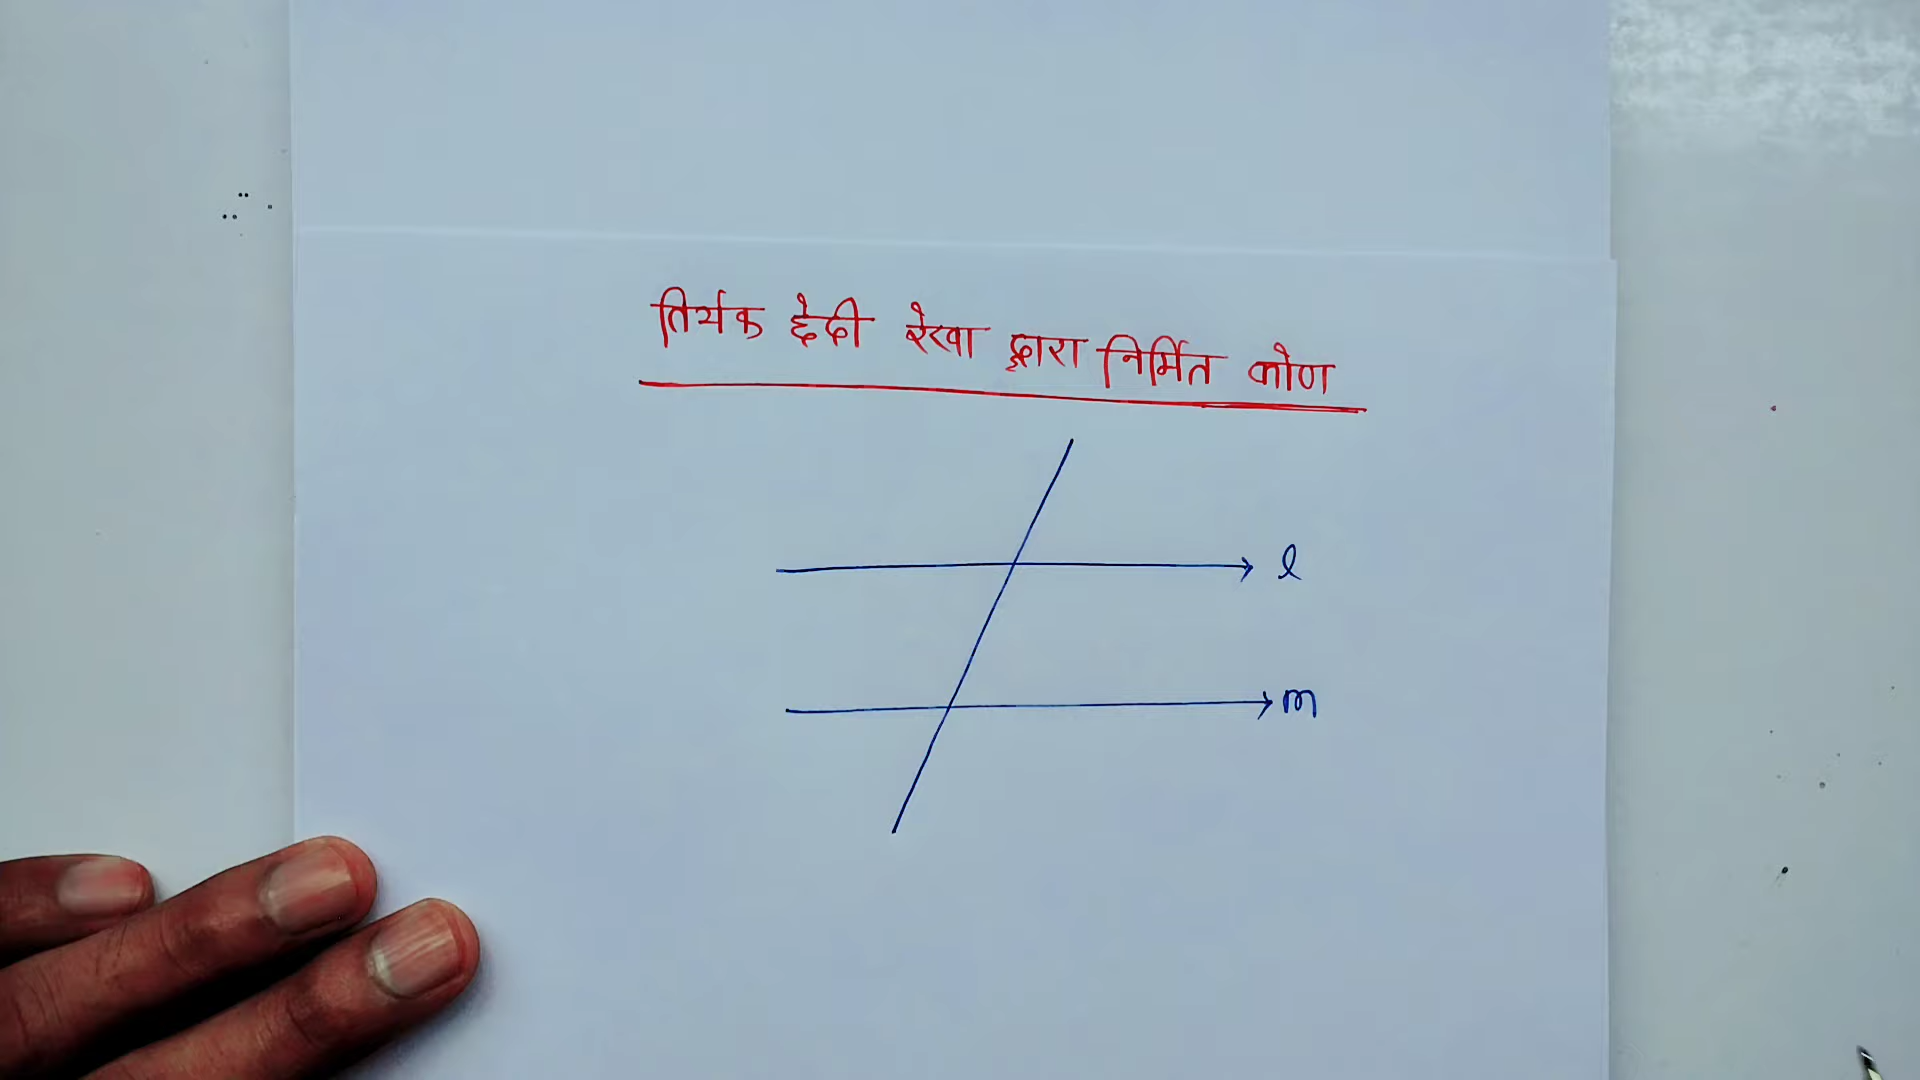 तिर्यक छेदी रेखा द्वारा निर्मित कोण
l
m